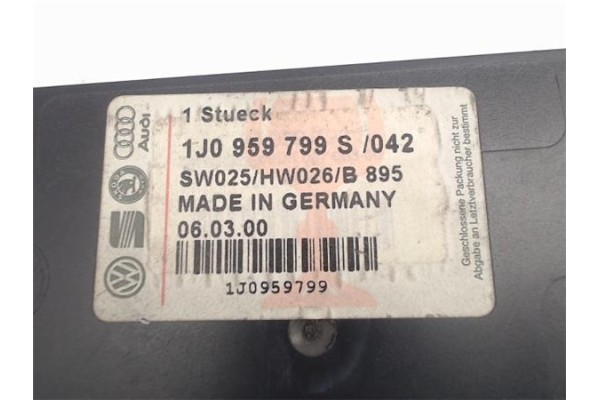 1 Stueck
1J0 959 799 S /042
SW025/HW026/B 895
MADE IN GERMANY
06.03.00
1J0959799
Audi
SKODA
Geschlossene Packung nicht zur
Abgabe an Letztverbraucher bestimmt